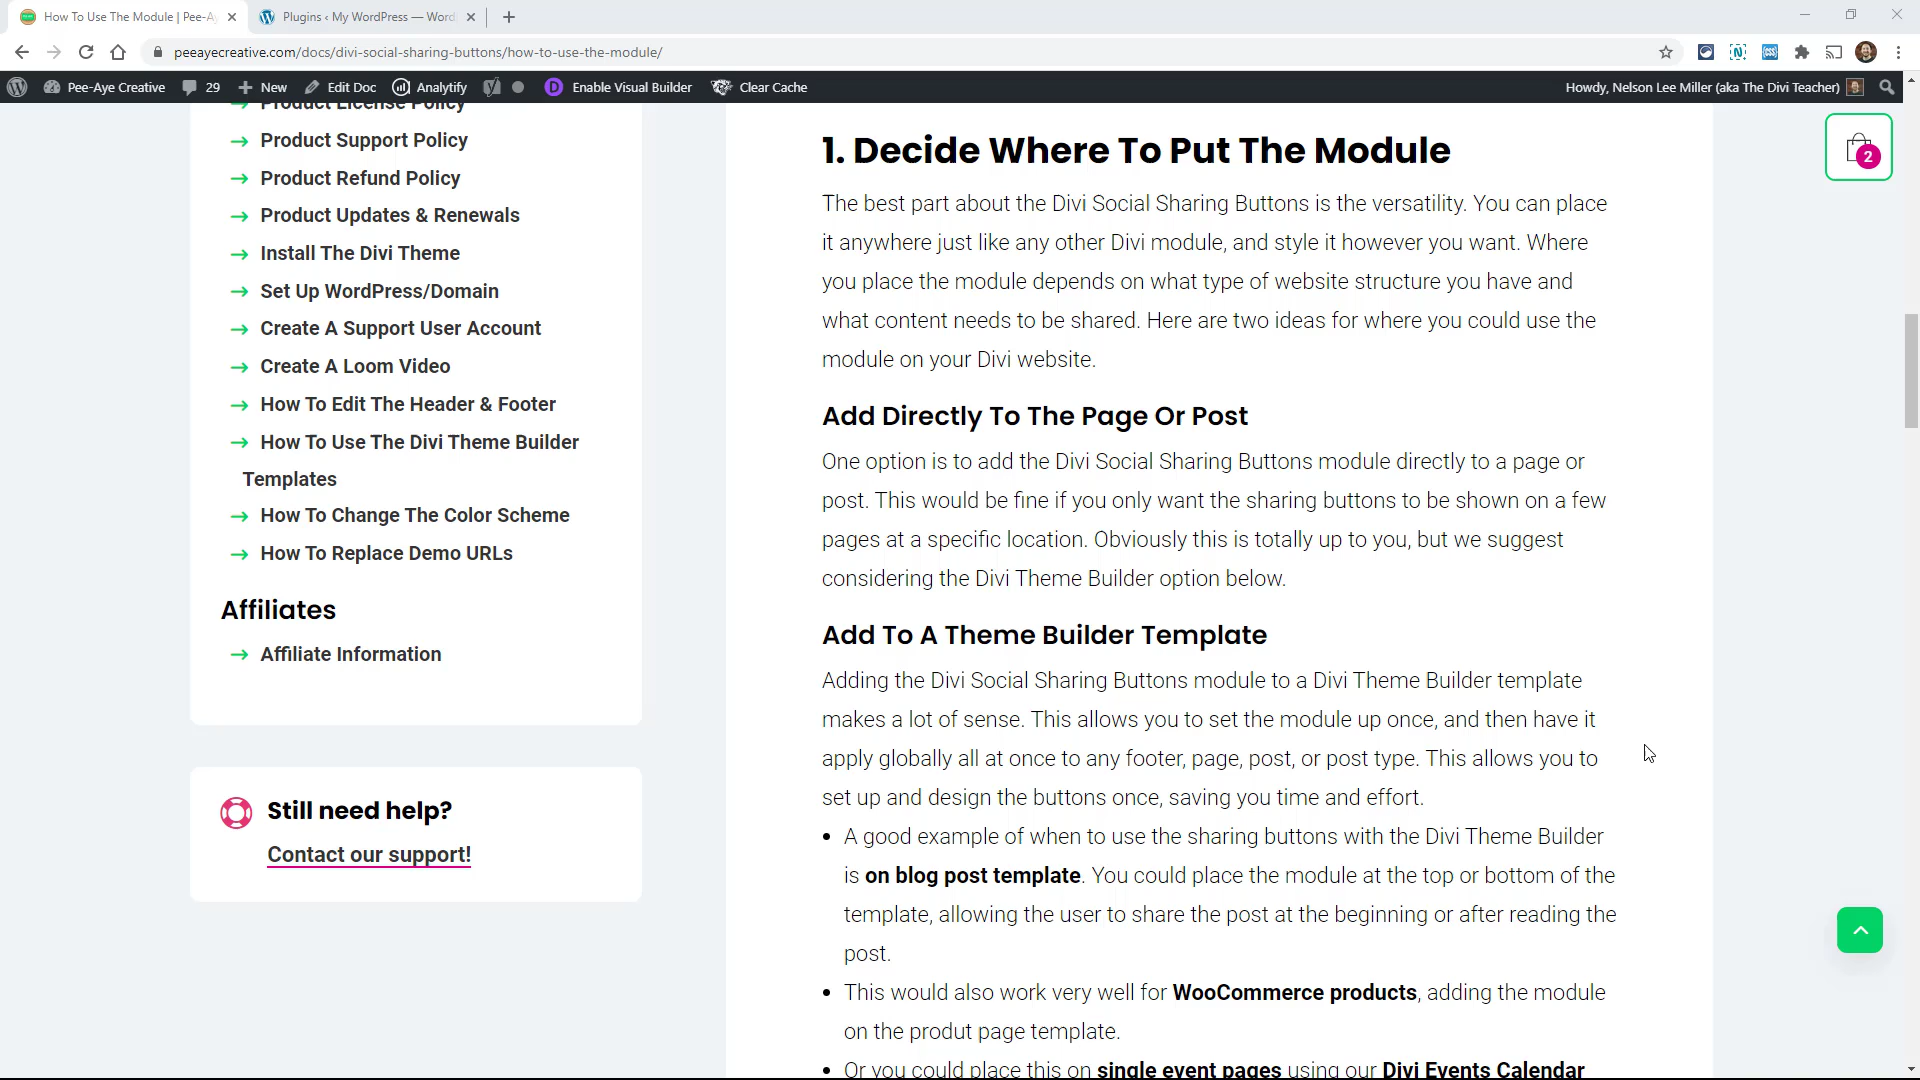 How To Use The Module | Pee-Ay
Plugins ‹ My WordPress — Word
peeayecreative.com/docs/divi-social-sharing-buttons/how-to-use-the-module/
Pee-Aye Creative
29
New
Edit Doc
Analytify
D
Enable Visual Builder
Clear Cache
Howdy, Nelson Lee Miller (aka The Divi Teacher)
Product License Policy
Product Support Policy
Product Refund Policy
Product Updates & Renewals
Install The Divi Theme
Set Up WordPress/Domain
Create A Support User Account
Create A Loom Video
How To Edit The Header & Footer
How To Use The Divi Theme Builder
Templates
How To Change The Color Scheme
How To Replace Demo URLs
Affiliates
Affiliate Information
Still need help?
Contact our support!
1. Decide Where To Put The Module
The best part about the Divi Social Sharing Buttons is the versatility. You can place
it anywhere just like any other Divi module, and style it however you want. Where
you place the module depends on what type of website structure you have and
what content needs to be shared. Here are two ideas for where you could use the
module on your Divi website.
Add Directly To The Page Or Post
One option is to add the Divi Social Sharing Buttons module directly to a page or
post. This would be fine if you only want the sharing buttons to be shown on a few
pages at a specific location. Obviously this is totally up to you, but we suggest
considering the Divi Theme Builder option below.
Add To A Theme Builder Template
Adding the Divi Social Sharing Buttons module to a Divi Theme Builder template
makes a lot of sense. This allows you to set the module up once, and then have it
apply globally all at once to any footer, page, post, or post type. This allows you to
set up and design the buttons once, saving you time and effort.
• A good example of when to use the sharing buttons with the Divi Theme Builder
is on blog post template. You could place the module at the top or bottom of the
template, allowing the user to share the post at the beginning or after reading the
post.
• This would also work very well for WooCommerce products, adding the module
on the produt page template.
• Or you could place this on single event pages using our Divi Events Calendar
2